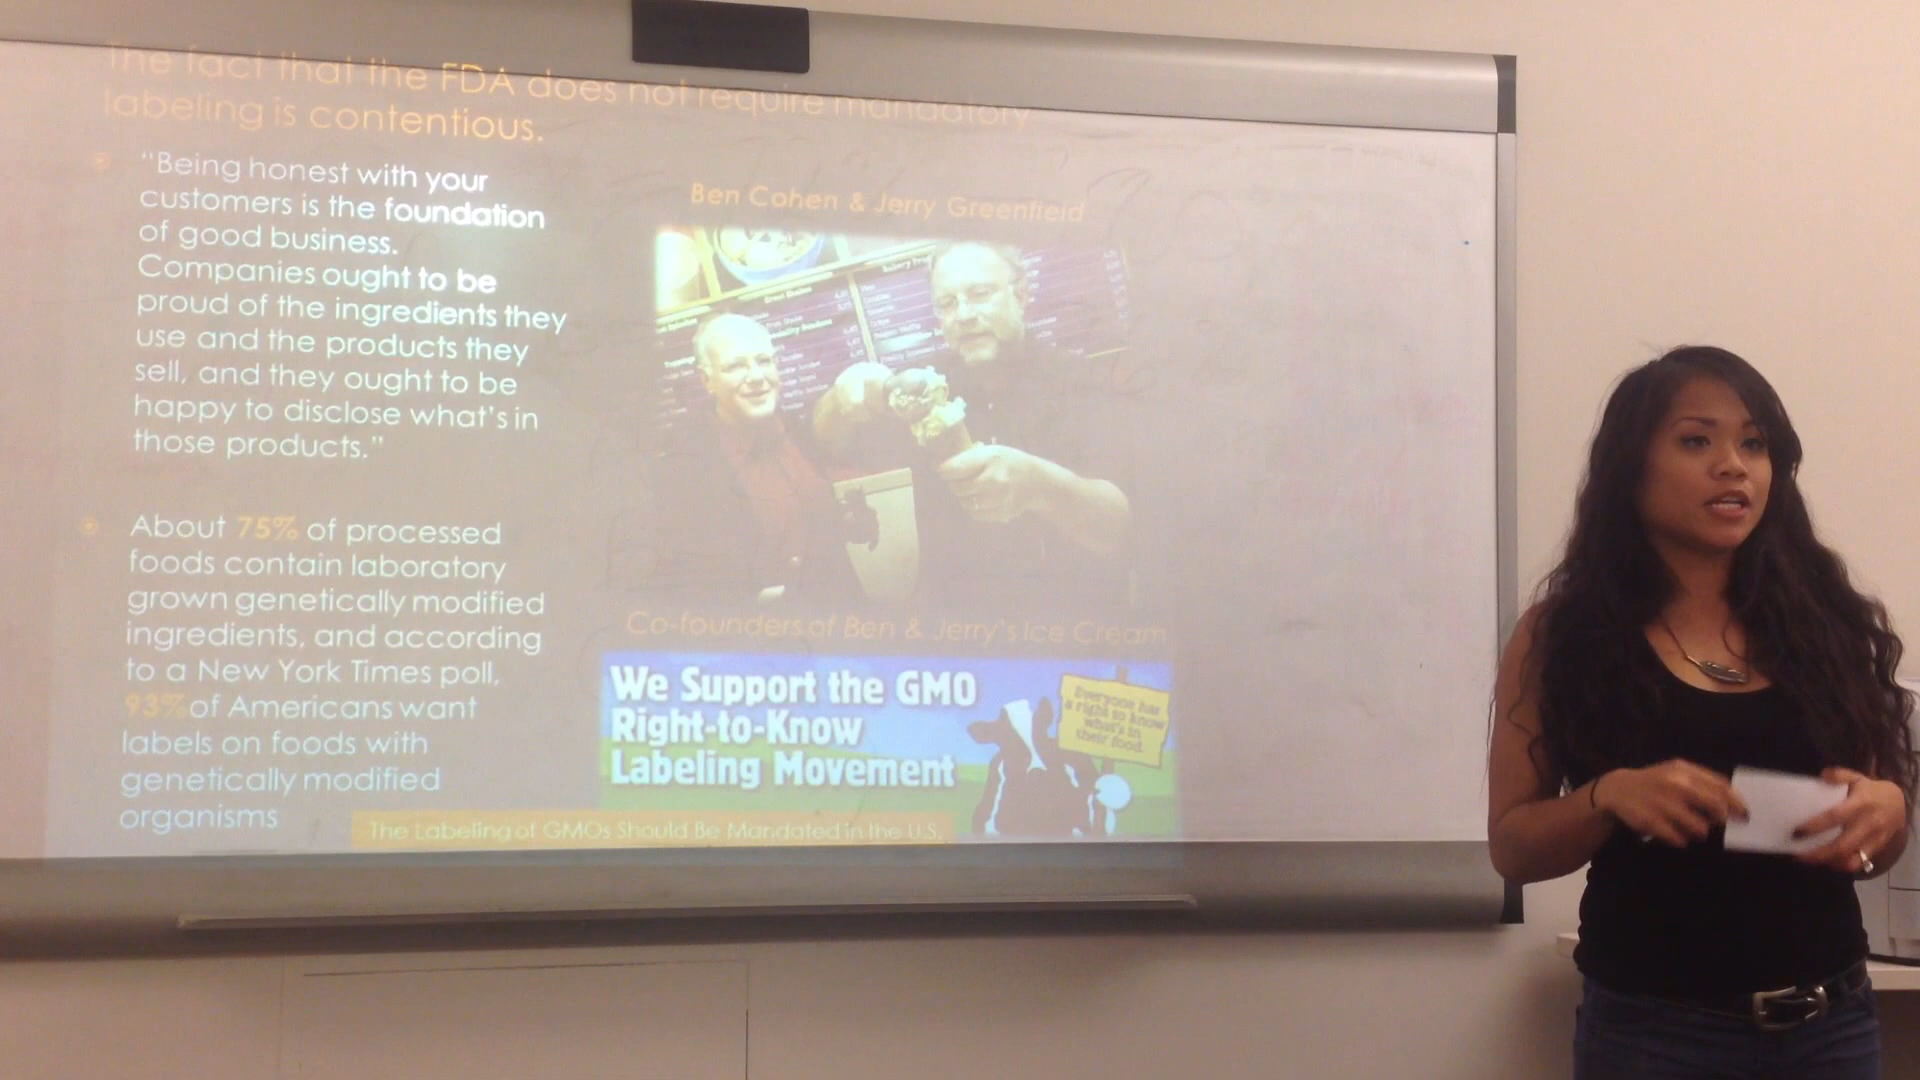 The fact that the FDA does not require mandatory
labeling is contentious.
"Being honest with your
customers is the foundation
of good business.
Companies ought to be
proud of the ingredients they
use and the products they
sell, and they ought to be
happy to disclose what's in
those products."
About 75% of processed
foods contain laboratory
grown genetically modified
ingredients, and according
to a New York Times poll,
93% of Americans want
labels on foods with
genetically modified
organisms
Ben Cohen & Jerry Greenfield
Co-founders of Ben & Jerry's Ice Cream
We Support the GMO
Right-to-Know
Labeling Movement
Everyone has
a right to know
what's in
their food.
The Labeling of GMOs Should Be Mandated in the U.S.